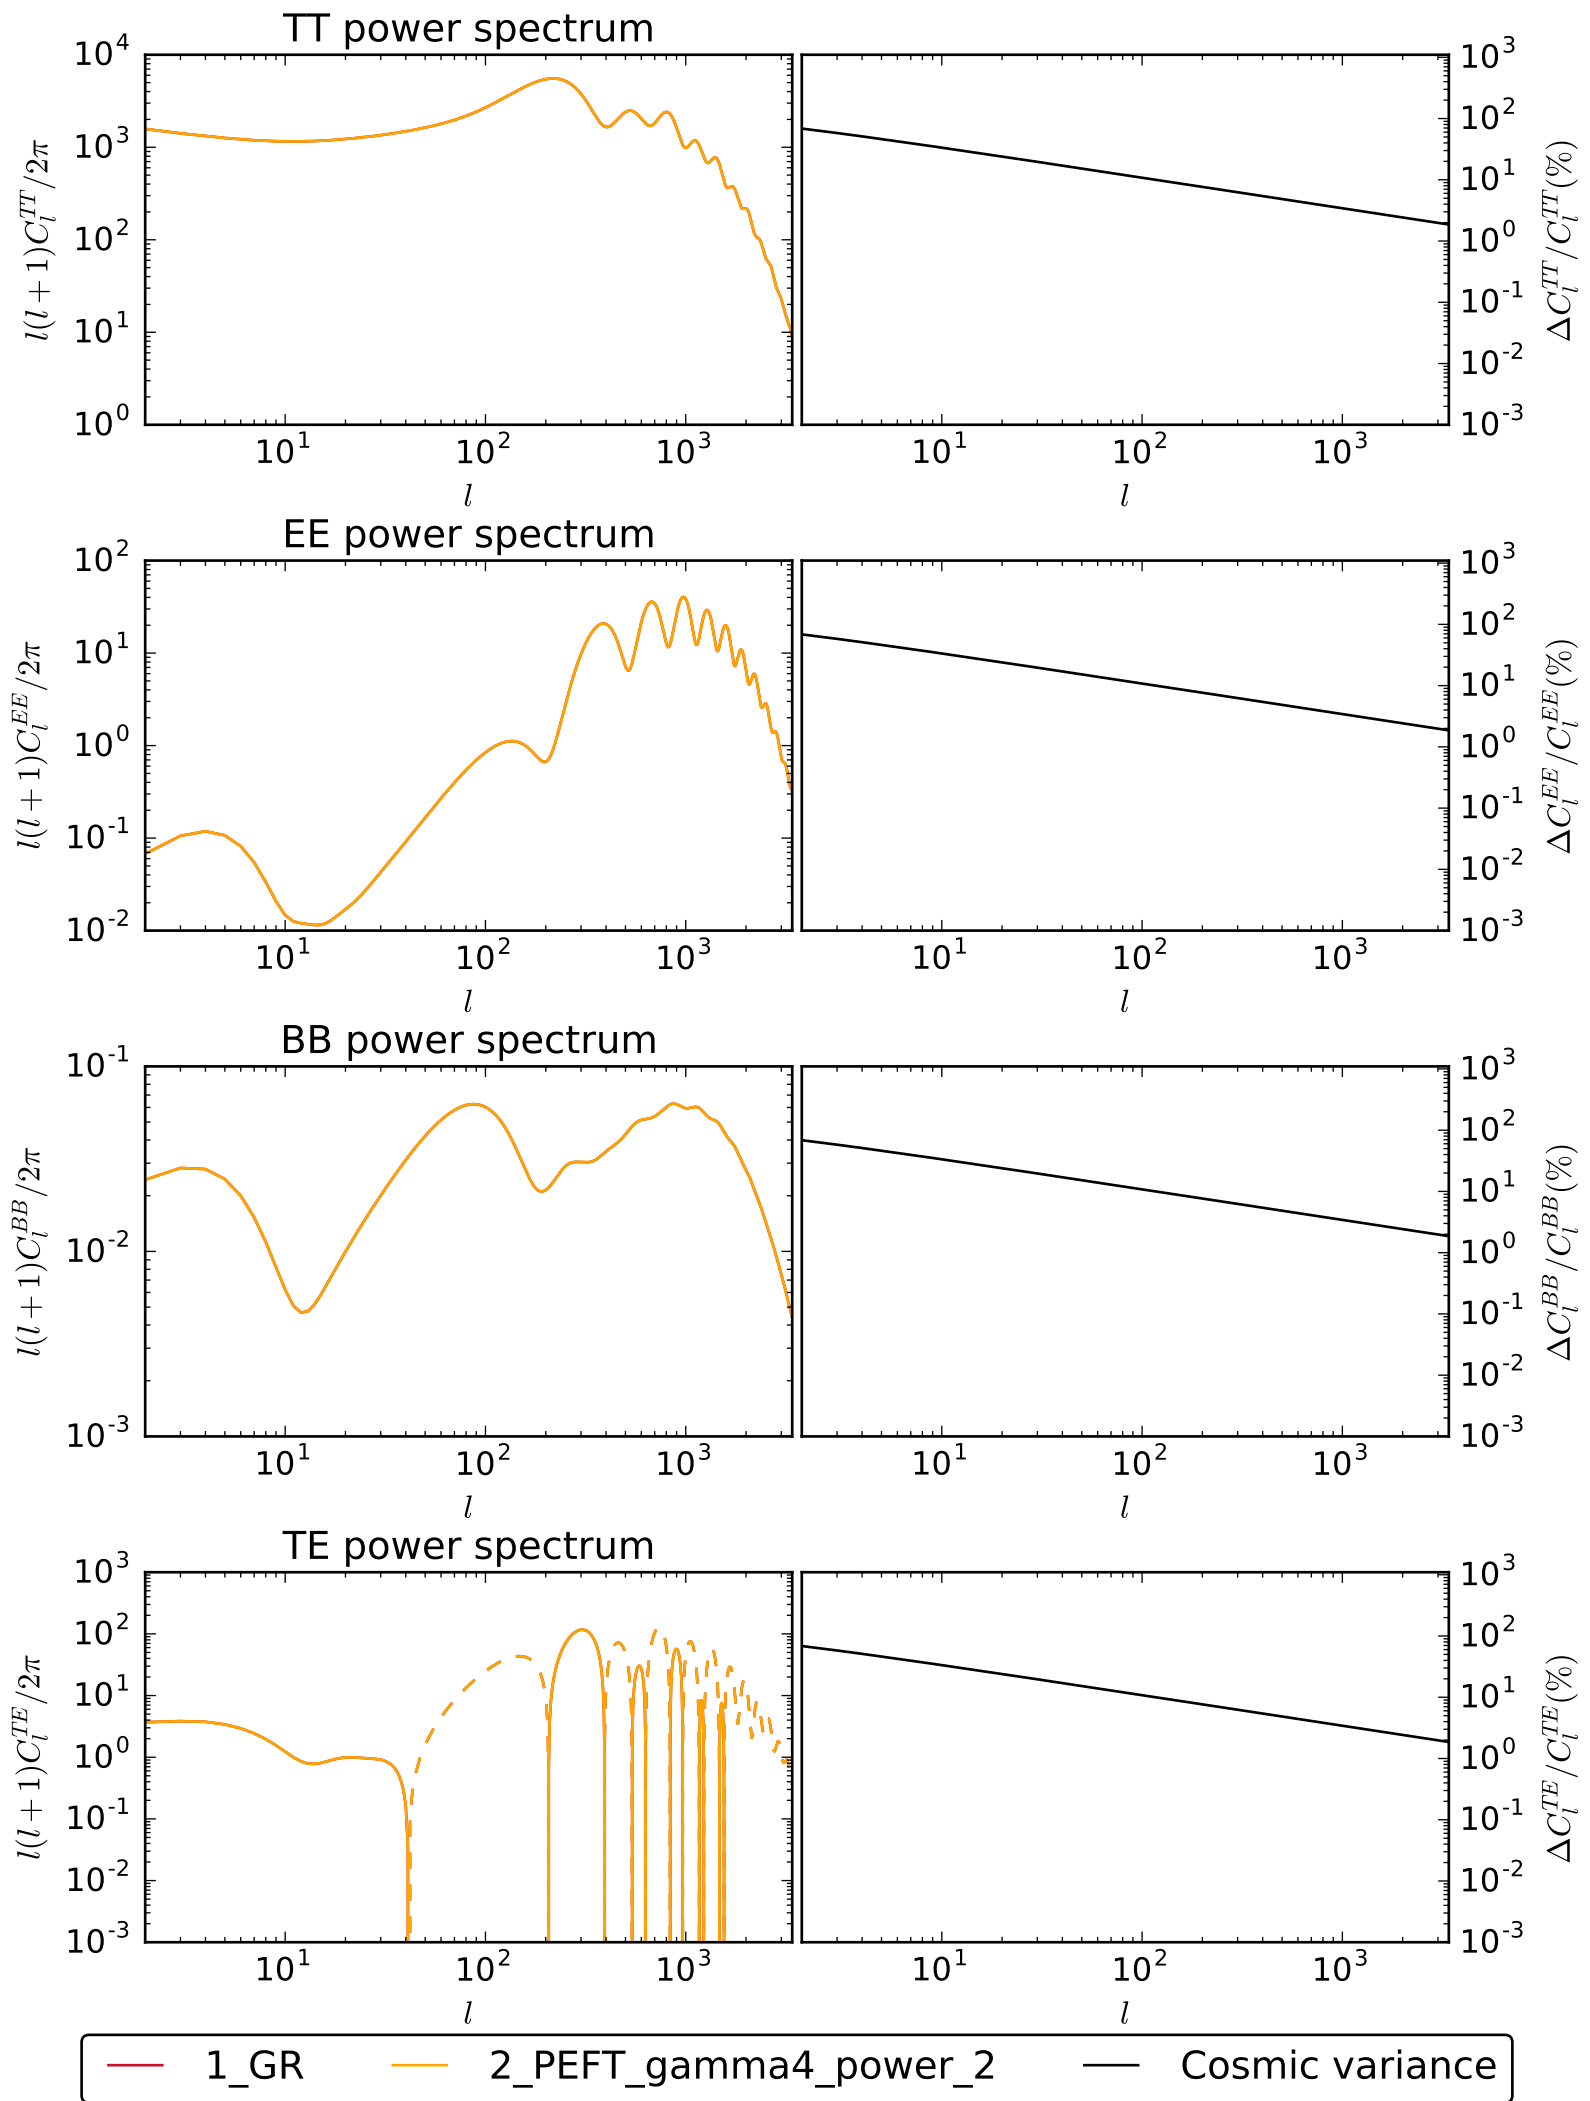 TT power spectrum
10^4
10^3
10^2
10^1
10^0
l(l+1)C_l^{TT}/2π
10^1 10^2 10^3
l
10^3
10^2
10^1
10^0
10^-1
10^-2
10^-3
ΔC_l^{TT}/C_l^{TT}(%)
10^1 10^2 10^3
l
EE power spectrum
10^2
10^1
10^0
10^-1
10^-2
l(l+1)C_l^{EE}/2π
10^1 10^2 10^3
l
10^3
10^2
10^1
10^0
10^-1
10^-2
10^-3
ΔC_l^{EE}/C_l^{EE}(%)
10^1 10^2 10^3
l
BB power spectrum
10^-1
10^-2
10^-3
l(l+1)C_l^{BB}/2π
10^1 10^2 10^3
l
10^3
10^2
10^1
10^0
10^-1
10^-2
10^-3
ΔC_l^{BB}/C_l^{BB}(%)
10^1 10^2 10^3
l
TE power spectrum
10^3
10^2
10^1
10^0
10^-1
10^-2
10^-3
l(l+1)C_l^{TE}/2π
10^1 10^2 10^3
l
10^3
10^2
10^1
10^0
10^-1
10^-2
10^-3
ΔC_l^{TE}/C_l^{TE}(%)
10^1 10^2 10^3
l
1_GR 2_PEFT_gamma4_power_2 Cosmic variance